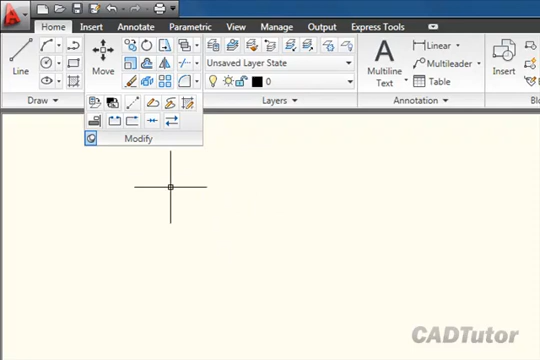 Home Insert Annotate Parametric View Manage Output Express Tools
Line
Move
Unsaved Layer State
0
A
Multiline
Text
Linear
Multileader
Table
Insert
Draw
Layers
Annotation
Modify
CADTutor